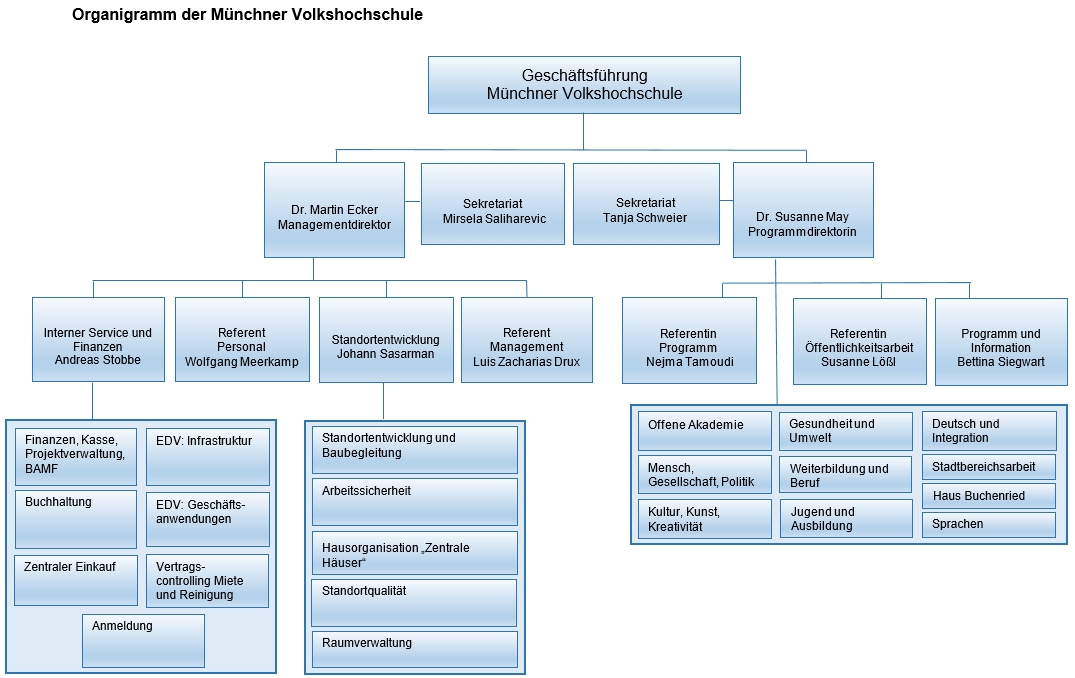 Organigramm der Münchner Volkshochschule
Geschäftsführung
Münchner Volkshochschule
Dr. Martin Ecker
Managementdirektor
Sekretariat
Mirsela Saliharevic
Sekretariat
Tanja Schweier
Dr. Susanne May
Programmdirektorin
Interner Service und
Finanzen
Andreas Stobbe
Referent
Personal
Wolfgang Meerkamp
Standortentwicklung
Johann Sasarman
Referent
Management
Luis Zacharias Drux
Referentin
Programm
Nejma Tamoudi
Referentin
Öffentlichkeitsarbeit
Susanne Lößl
Programm und
Information
Bettina Siegwart
Finanzen, Kasse,
Projektverwaltung,
BAMF
EDV: Infrastruktur
Buchhaltung
EDV: Geschäfts-
anwendungen
Zentraler Einkauf
Vertrags-
controlling Miete
und Reinigung
Anmeldung
Standortentwicklung und
Baubegleitung
Arbeitssicherheit
Hausorganisation „Zentrale
Häuser“
Standortqualität
Raumverwaltung
Offene Akademie
Mensch,
Gesellschaft, Politik
Kultur, Kunst,
Kreativität
Gesundheit und
Umwelt
Weiterbildung und
Beruf
Jugend und
Ausbildung
Deutsch und
Integration
Stadtbereichsarbeit
Haus Buchenried
Sprachen